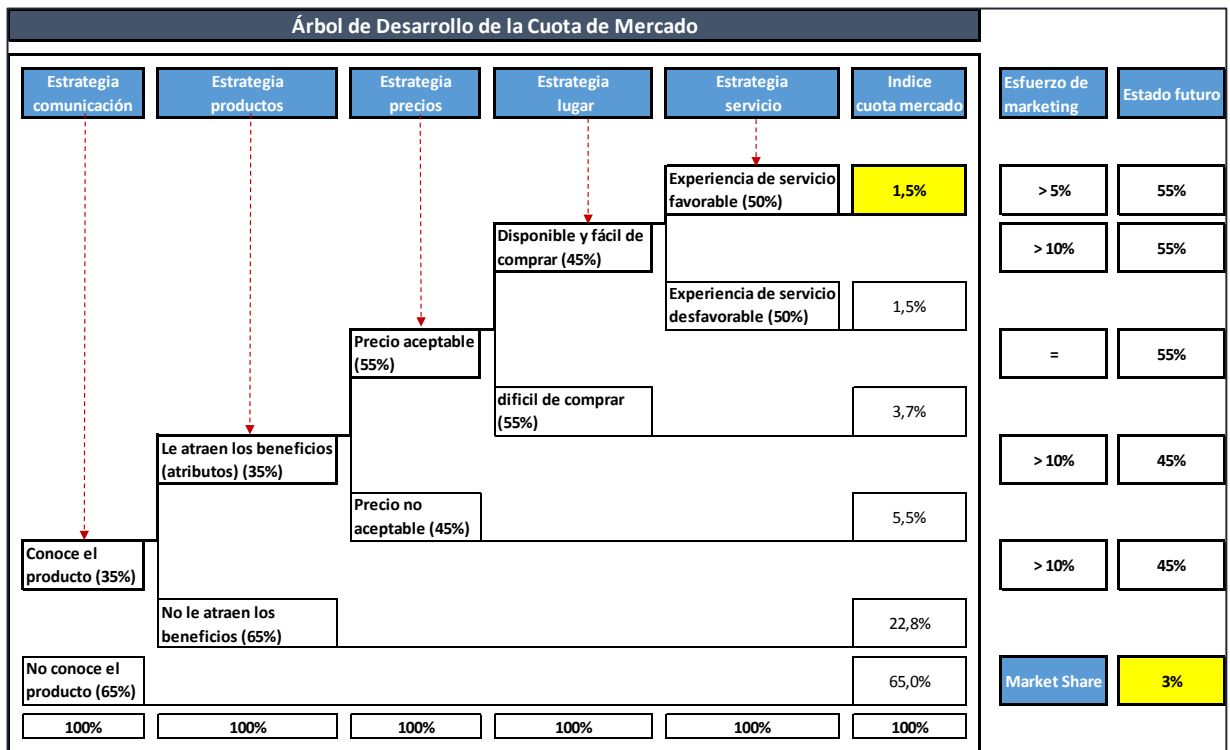 Árbol de Desarrollo de la Cuota de Mercado
Estrategia
comunicación
Estrategia
productos
Estrategia
precios
Estrategia
lugar
Estrategia
servicio
Indice
cuota mercado
Esfuerzo de
marketing
Estado futuro
Experiencia de servicio
favorable (50%)
1,5%
> 5%
55%
Disponible y fácil de
comprar (45%)
> 10%
55%
Experiencia de servicio
desfavorable (50%)
1,5%
Precio aceptable
(55%)
=
55%
dificil de comprar
(55%)
3,7%
Le atraen los beneficios
(atributos) (35%)
> 10%
45%
Precio no
aceptable (45%)
5,5%
Conoce el
producto (35%)
> 10%
45%
No le atraen los
beneficios (65%)
22,8%
No conoce el
producto (65%)
65,0%
Market Share
3%
100%
100%
100%
100%
100%
100%